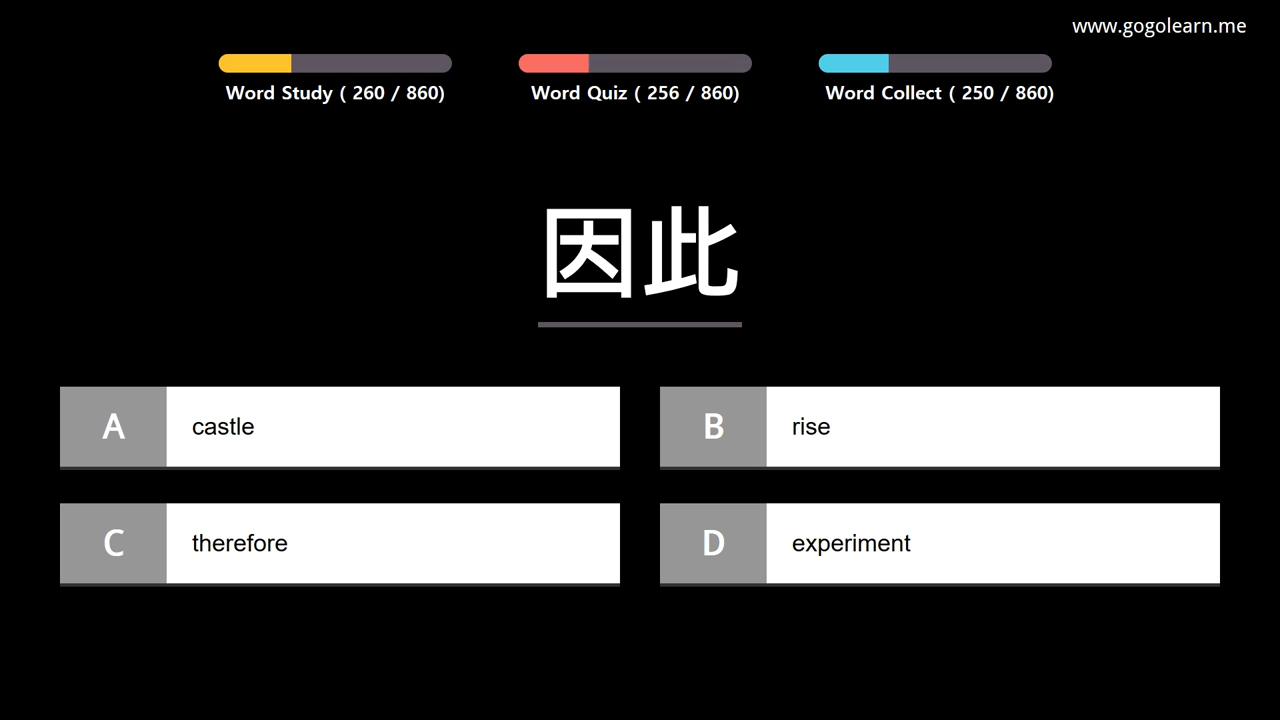 www.gogolearn.me
Word Study ( 260 / 860)
Word Quiz ( 256 / 860)
Word Collect ( 250 / 860)
因此
A castle
B rise
C therefore
D experiment